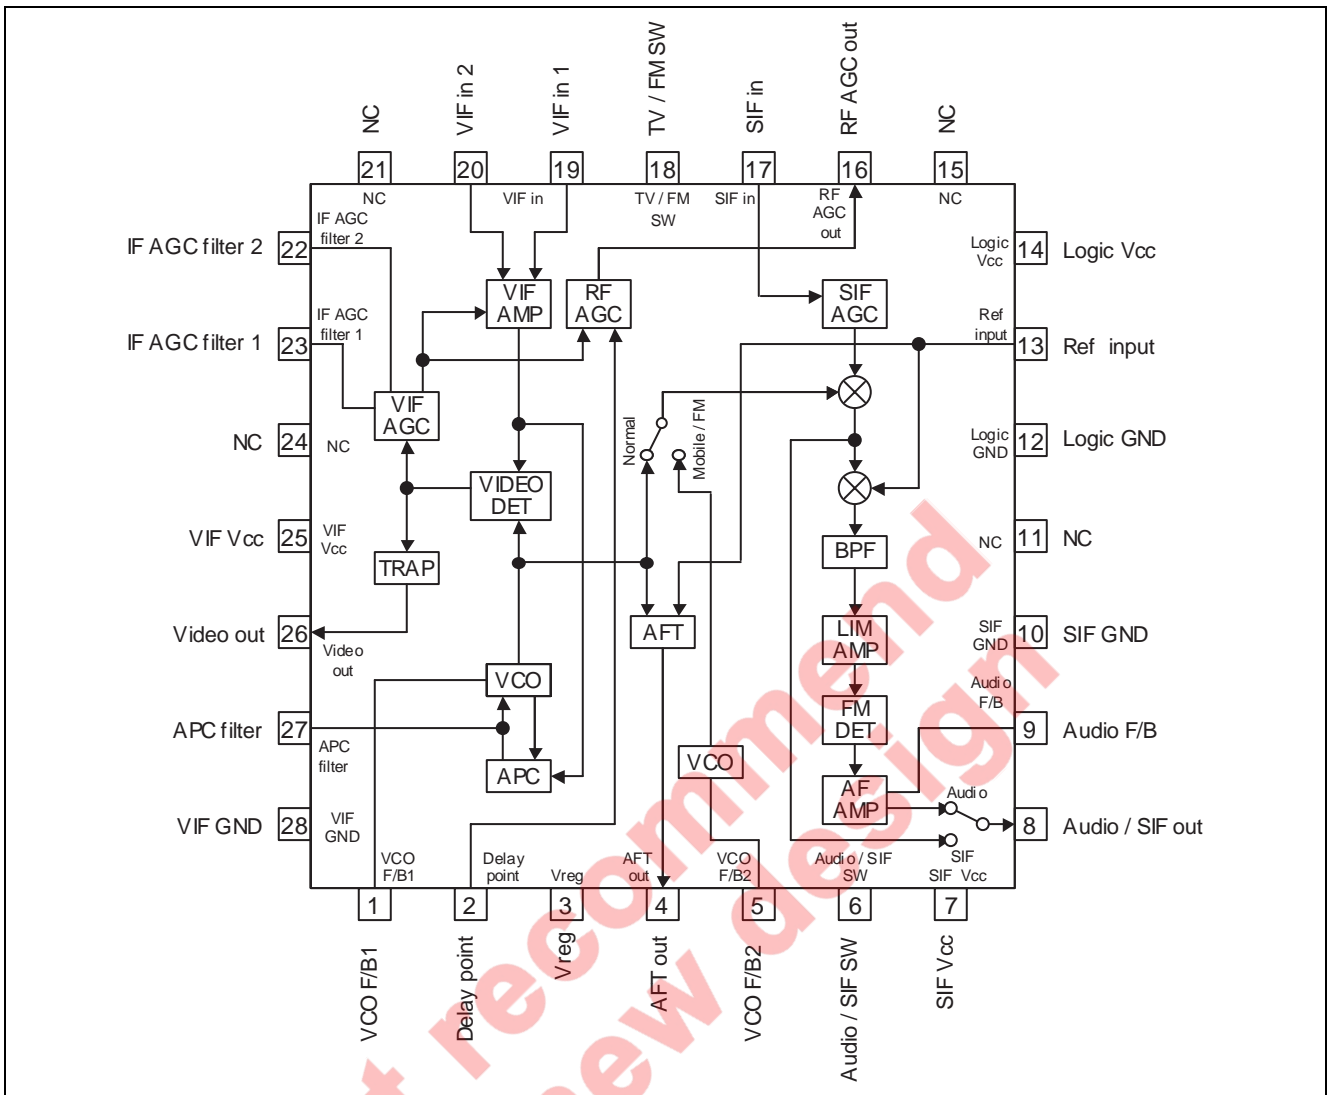 NC
VIF in 2
VIF in 1
TV / FM SW
SIF in
RF AGC out
NC
21
20
19
18
17
16
15
NC
VIF in
TV / FM
SW
SIF in
RF
AGC
out
NC
IF AGC filter 2
22
IF AGC
filter 2
Logic
Vcc
14
Logic Vcc
VIF
AMP
RF
AGC
SIF
AGC
IF AGC filter 1
23
IF AGC
filter 1
Ref
input
13
Ref input
VIF
AGC
Normal
Mobile / FM
NC
24
NC
Logic
GND
12
Logic GND
VIDEO
DET
VIF Vcc
25
VIF
Vcc
NC
11
NC
TRAP
BPF
Video out
26
Video
out
AFT
LIM
AMP
SIF
GND
10
SIF GND
VCO
APC filter
27
APC
filter
FM
DET
Audio
F/B
9
Audio F/B
APC
VCO
AF
AMP
Audio
VIF GND
28
VIF
GND
8
Audio / SIF out
SIF
VCO
F/B1
Delay
point
Vreg
AFT
out
VCO
F/B2
Audio / SIF
SW
SIF Vcc
1
2
3
4
5
6
7
VCO F/B1
Delay point
Vreg
AFT out
VCO F/B2
Audio / SIF SW
SIF Vcc
recommend
new design